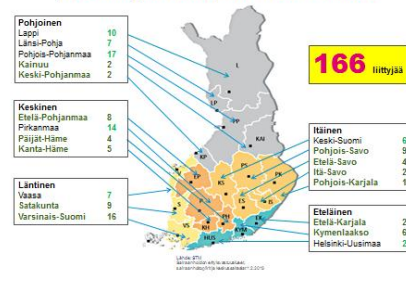 Pohjoinen
Lappi 10
Länsi-Pohja 7
Pohjois-Pohjanmaa 17
Kainuu 2
Keski-Pohjanmaa 2
166 liittyjää
Keskinen
Etelä-Pohjanmaa 8
Pirkanmaa 14
Päijät-Häme 4
Kanta-Häme 5
Läntinen
Vaasa 7
Satakunta 9
Varsinais-Suomi 16
Itäinen
Keski-Suomi
Pohjois-Savo 9
Etelä-Savo
Itä-Savo 2
Pohjois-Karjala
Eteläinen
Etelä-Karjala
Kymenlaakso
Helsinki-Uusimaa
L
LP
PP
KAI
KP
V
EP
KS
PS
PK
S
P
ES
IS
VS
KH
PH
EK
KYM
HUS